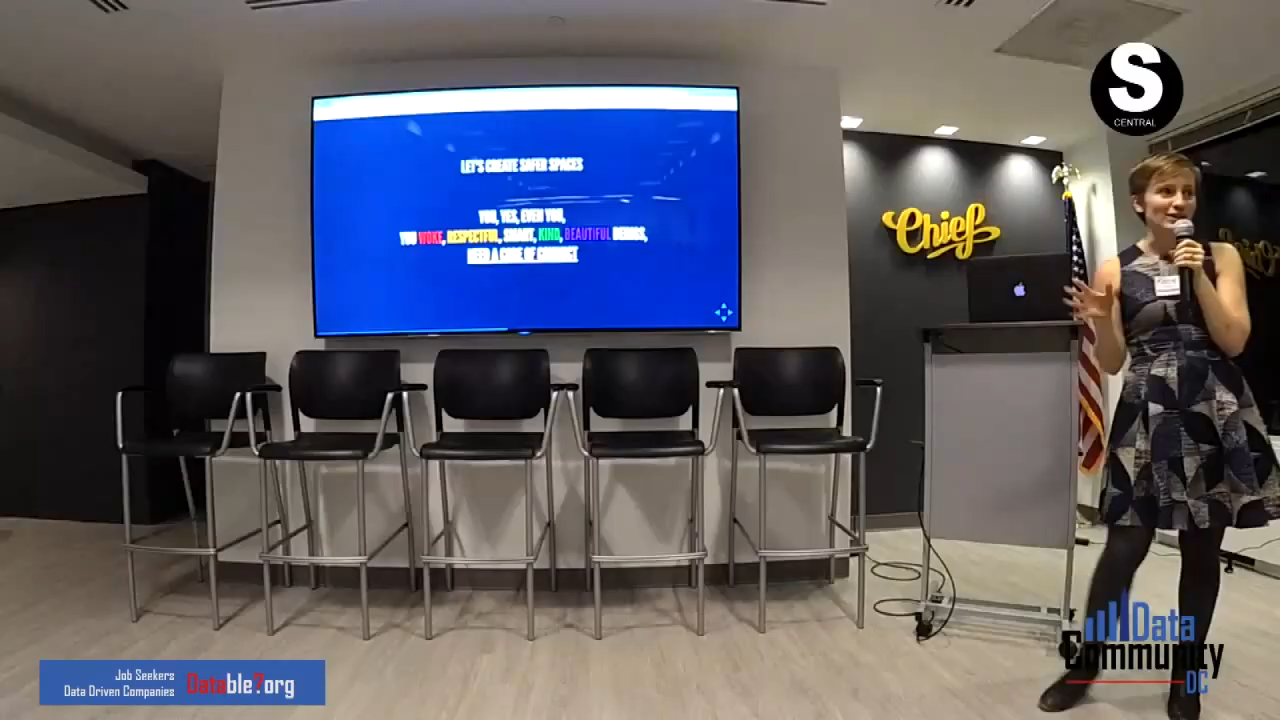 S
CENTRAL
LET'S CREATE SAFER SPACES
YOU, YES, EVEN YOU,
YOU WOKE, RESPECTFUL, SMART, KIND, BEAUTIFUL BEINGS,
NEED A CODE OF CONDUCT
Chief
Job Seekers
Data Driven Companies
Datable?org
Data
Community
DC